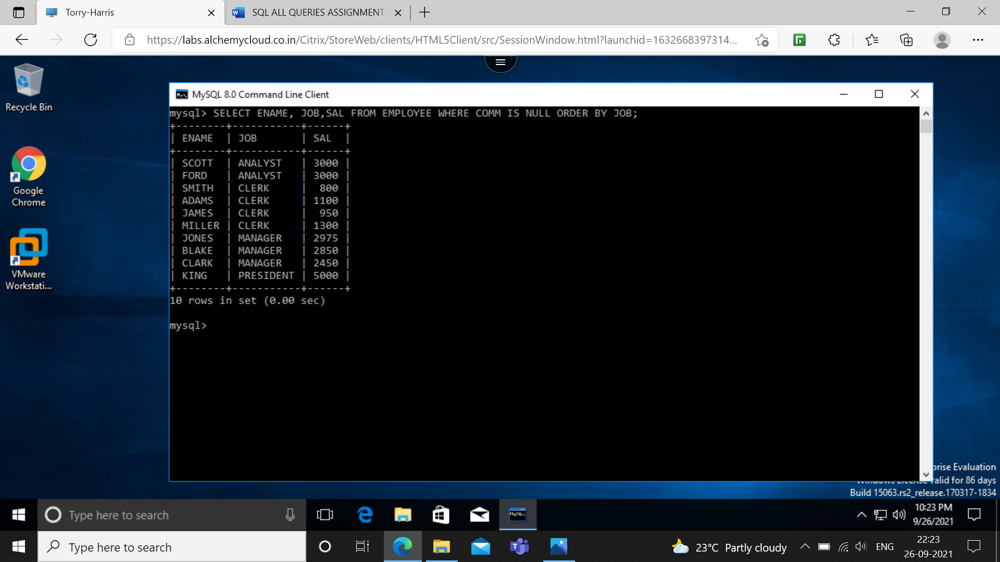 Torry-Harris
SQL ALL QUERIES ASSIGNMENT.
https://labs.alchemycloud.co.in/Citrix/StoreWeb/clients/HTML5Client/src/SessionWindow.html?launchid=1632668397314...
Recycle Bin
Google
Chrome
VMware
Workstati...
MySQL 8.0 Command Line Client
mysql> SELECT ENAME, JOB,SAL FROM EMPLOYEE WHERE COMM IS NULL ORDER BY JOB;
+--------+-----------+------+
| ENAME  | JOB       | SAL  |
+--------+-----------+------+
| SCOTT  | ANALYST   | 3000 |
| FORD   | ANALYST   | 3000 |
| SMITH  | CLERK     |  800 |
| ADAMS  | CLERK     | 1100 |
| JAMES  | CLERK     |  950 |
| MILLER | CLERK     | 1300 |
| JONES  | MANAGER   | 2975 |
| BLAKE  | MANAGER   | 2850 |
| CLARK  | MANAGER   | 2450 |
| KING   | PRESIDENT | 5000 |
+--------+-----------+------+
10 rows in set (0.00 sec)
mysql>
prise Evaluation
Windows License valid for 86 days
Build 15063.rs2_release.170317-1834
Type here to search
10:23 PM
9/26/2021
Type here to search
23°C Partly cloudy
ENG
22:23
26-09-2021